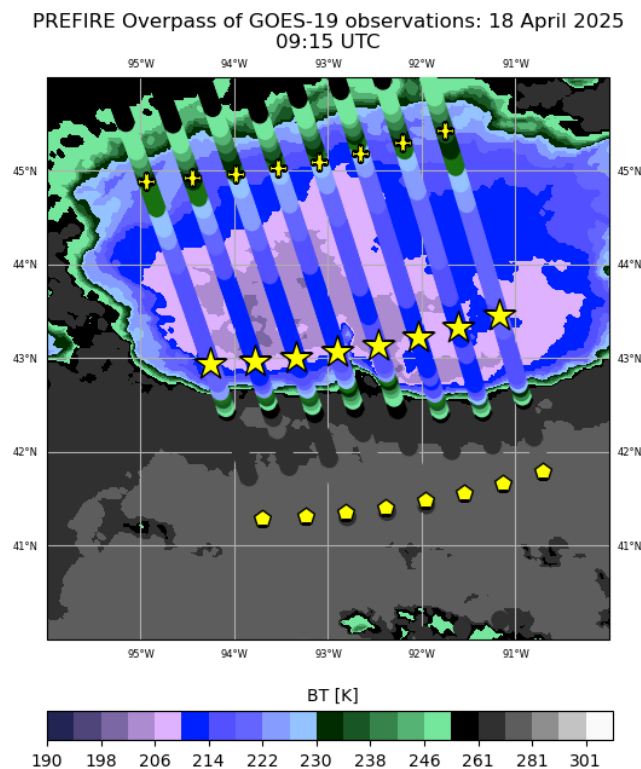 PREFIRE Overpass of GOES-19 observations: 18 April 2025
09:15 UTC
95°W 94°W 93°W 92°W 91°W
45°N 45°N
44°N 44°N
43°N 43°N
42°N 42°N
41°N 41°N
95°W 94°W 93°W 92°W 91°W
BT [K]
190 198 206 214 222 230 238 246 261 281 301